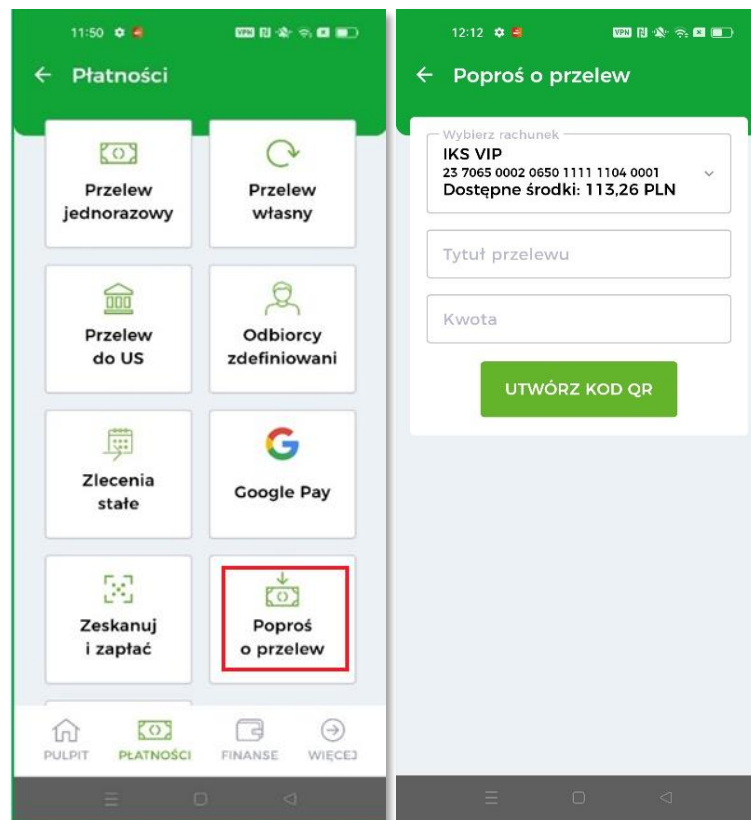 11:50
VPN
Płatności
Przelew
jednorazowy
Przelew
własny
Przelew
do US
Odbiorcy
zdefiniowani
Zlecenia
stałe
Google Pay
Zeskanuj
i zapłać
Poproś
o przelew
PULPIT
PŁATNOŚCI
FINANSE
WIĘCEJ
12:12
VPN
Poproś o przelew
Wybierz rachunek
IKS VIP
23 7065 0002 0650 1111 1104 0001
Dostępne środki: 113,26 PLN
Tytuł przelewu
Kwota
UTWÓRZ KOD QR